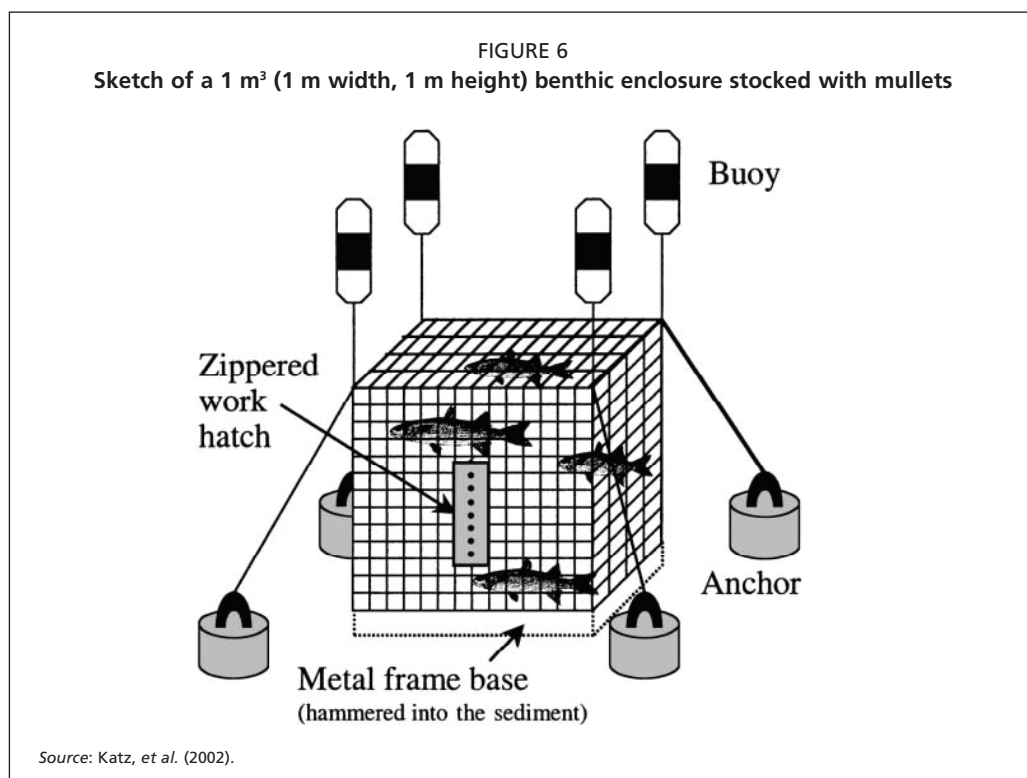 FIGURE 6
Sketch of a 1 m³ (1 m width, 1 m height) benthic enclosure stocked with mullets
Buoy
Zippered
work
hatch
Anchor
Metal frame base
(hammered into the sediment)
Source: Katz, et al. (2002).